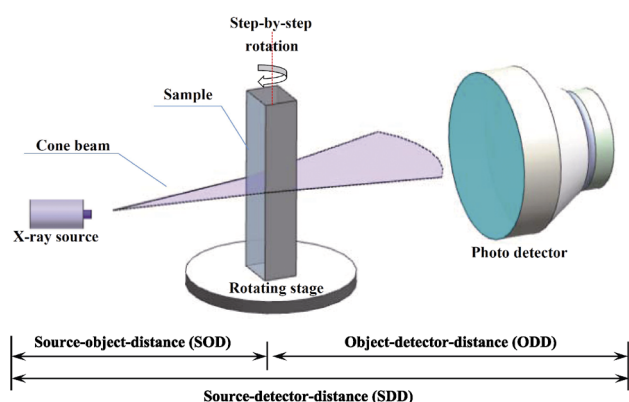 Step-by-step
rotation
Sample
Cone beam
X-ray source
Photo detector
Rotating stage
Source-object-distance (SOD)
Object-detector-distance (ODD)
Source-detector-distance (SDD)